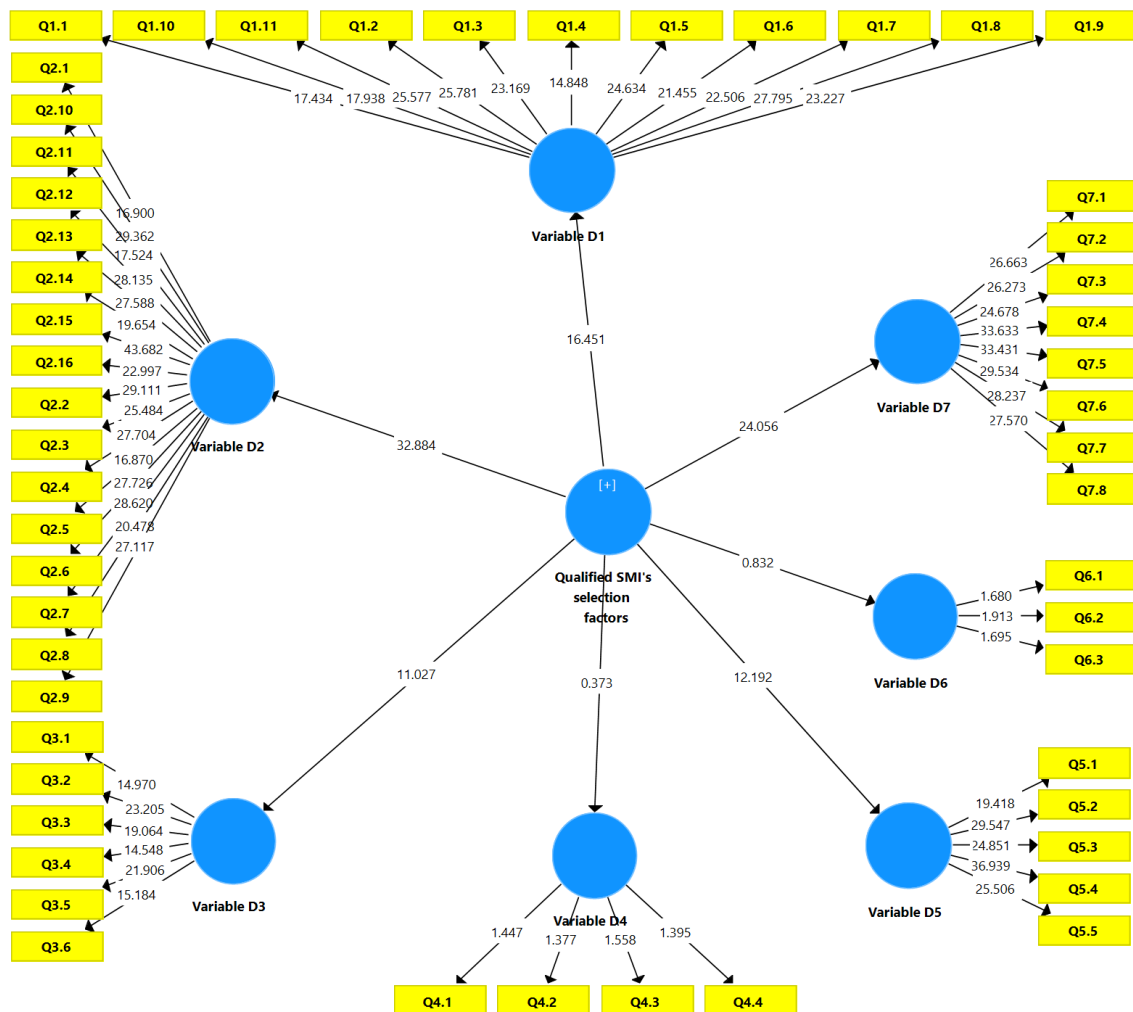 Q1.1 Q1.10 Q1.11 Q1.2 Q1.3 Q1.4 Q1.5 Q1.6 Q1.7 Q1.8 Q1.9
17.434 17.938 25.577 25.781 23.169 14.848 24.634 21.455 22.506 27.795 23.227
Variable D1
Q2.1
Q2.10
Q2.11
Q2.12
Q2.13
Q2.14
Q2.15
Q2.16
Q2.2
Q2.3
Q2.4
Q2.5
Q2.6
Q2.7
Q2.8
Q2.9
16.900
29.362
17.524
28.135
27.588
19.654
43.682
22.997
29.111
25.484
27.704
16.870
27.726
28.620
20.478
27.117
Variable D2
16.451
32.884
24.056
0.832
11.027
0.373
12.192
[+]
Qualified SMI's
selection
factors
Q7.1
Q7.2
Q7.3
Q7.4
Q7.5
Q7.6
Q7.7
Q7.8
26.663
26.273
24.678
33.633
33.431
29.534
28.237
27.570
Variable D7
Q6.1
Q6.2
Q6.3
1.680
1.913
1.695
Variable D6
Q3.1
Q3.2
Q3.3
Q3.4
Q3.5
Q3.6
14.970
23.205
19.064
14.548
21.906
15.184
Variable D3
Variable D4
1.447 1.377 1.558 1.395
Q4.1 Q4.2 Q4.3 Q4.4
Q5.1
Q5.2
Q5.3
Q5.4
Q5.5
19.418
29.547
24.851
36.939
25.506
Variable D5